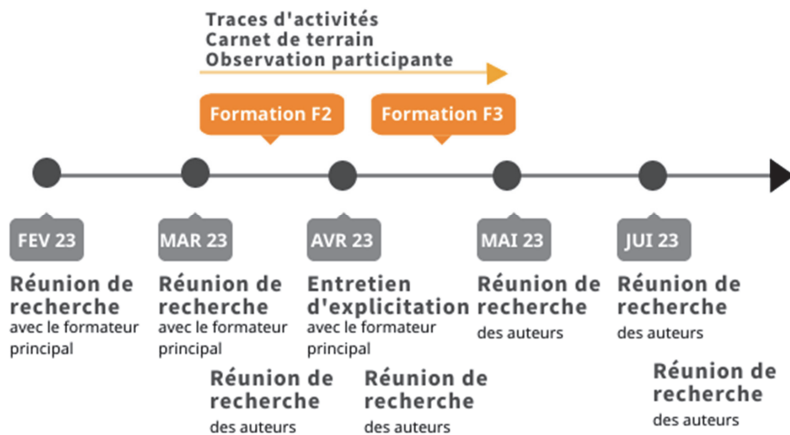 Traces d'activités
Carnet de terrain
Observation participante
Formation F2
Formation F3
FEV 23
MAR 23
AVR 23
MAI 23
JUI 23
Réunion de
recherche
avec le formateur
principal
Réunion de
recherche
avec le formateur
principal
Entretien
d'explicitation
avec le formateur
principal
Réunion de
recherche
des auteurs
Réunion de
recherche
des auteurs
Réunion de
recherche
des auteurs
Réunion de
recherche
des auteurs
Réunion de
recherche
des auteurs